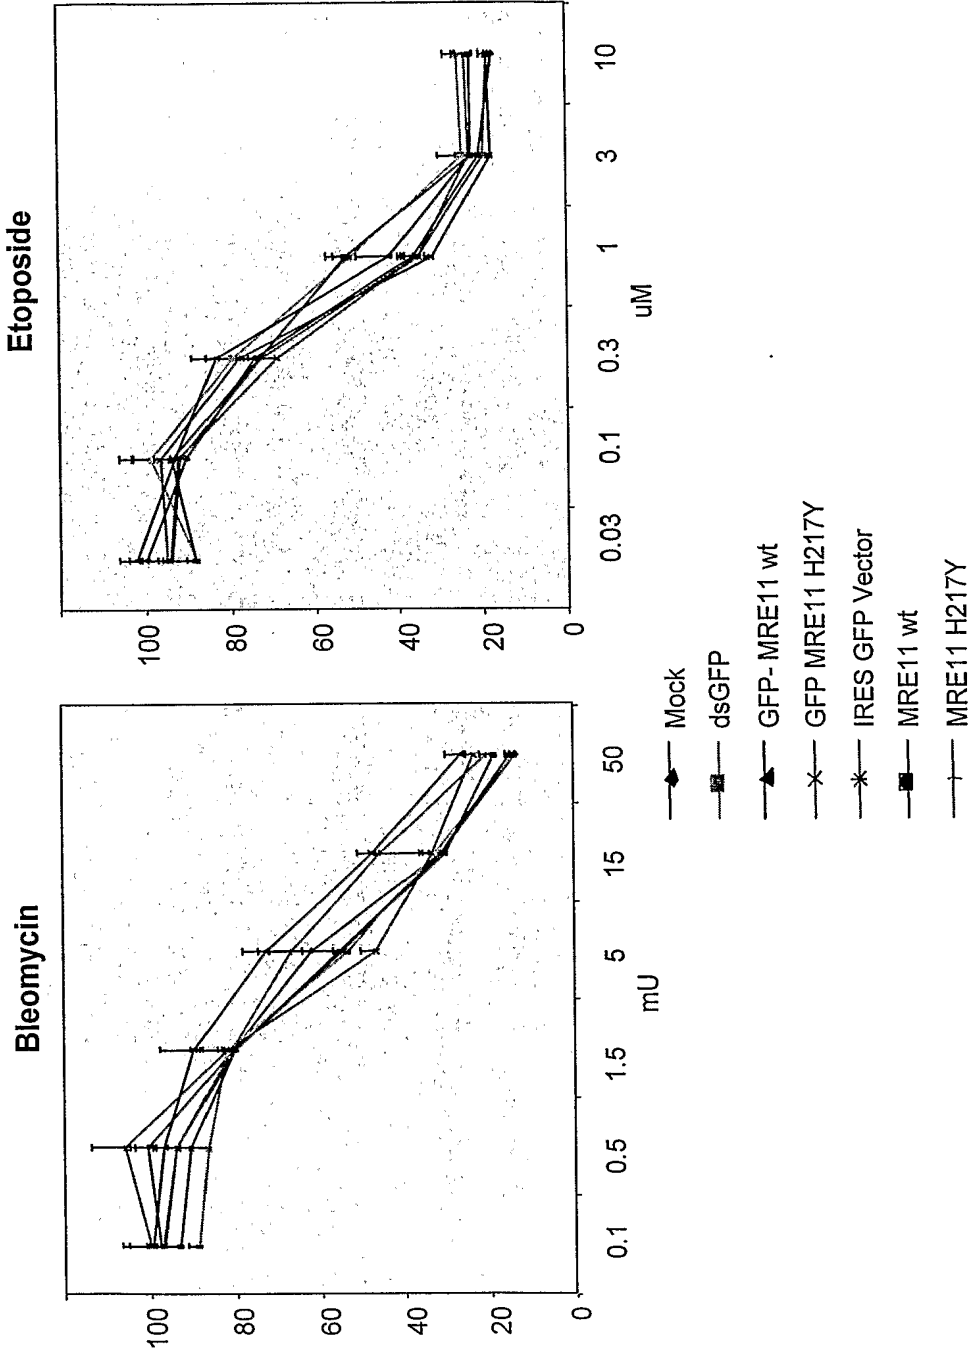 Bleomycin
100
80
60
40
20
0
0.1
0.5
1.5
5
15
50
mU
Etoposide
100
80
60
40
20
0
0.03
0.1
0.3
1
3
10
uM
Mock
dsGFP
GFP- MRE11 wt
GFP MRE11 H217Y
IRES GFP Vector
MRE11 wt
MRE11 H217Y